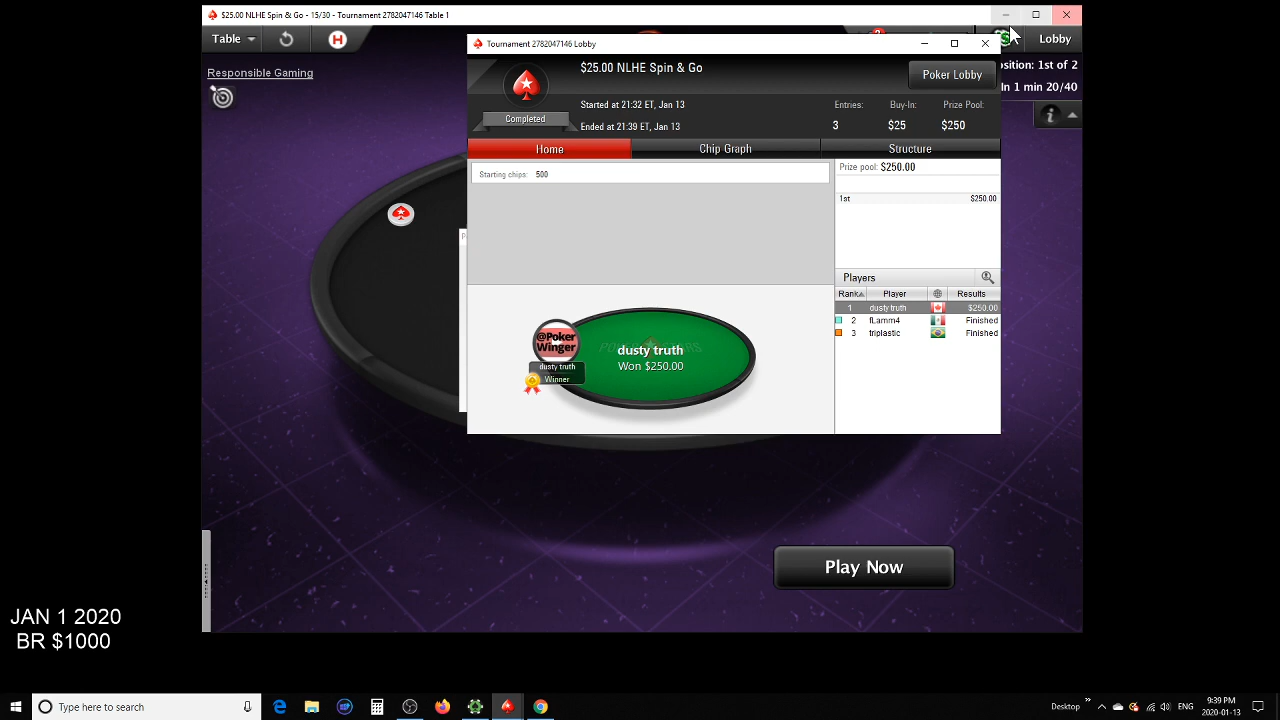 $25.00 NLHE Spin & Go - 15/30 - Tournament 2782047146 Table 1
Table
H
Lobby
Responsible Gaming
osition: 1st of 2
In 1 min 20/40
Tournament 2782047146 Lobby
$25.00 NLHE Spin & Go
Poker Lobby
Completed
Started at 21:32 ET, Jan 13
Ended at 21:39 ET, Jan 13
Entries: Buy-In: Prize Pool:
3 $25 $250
Home Chip Graph Structure
Starting chips: 500
Prize pool: $250.00
1st $250.00
Players
Rank Player Results
1 dusty truth $250.00
2 fLamm4 Finished
3 triplastic Finished
@Poker
Winger
dusty truth
Winner
dusty truth
Won $250.00
Play Now
JAN 1 2020
BR $1000
Type here to search
Desktop
ENG
9:39 PM
2020-01-13